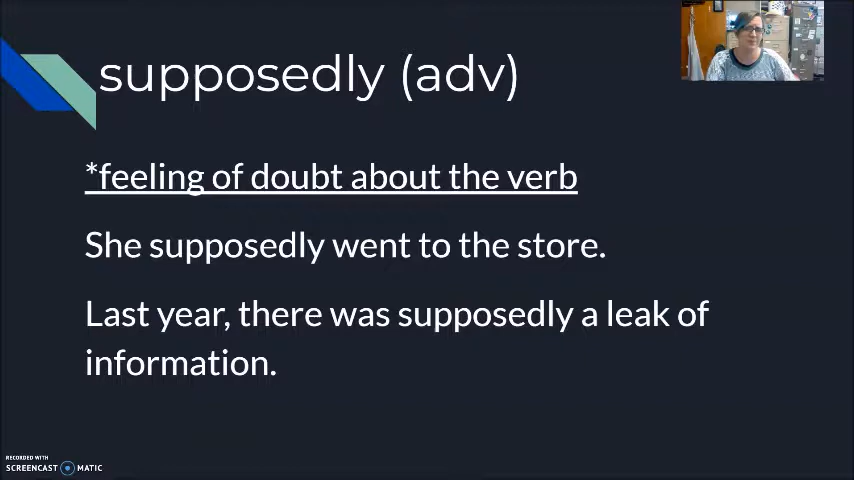 supposedly (adv)
*feeling of doubt about the verb
She supposedly went to the store.
Last year, there was supposedly a leak of
information.
RECORDED WITH
SCREENCAST MATIC